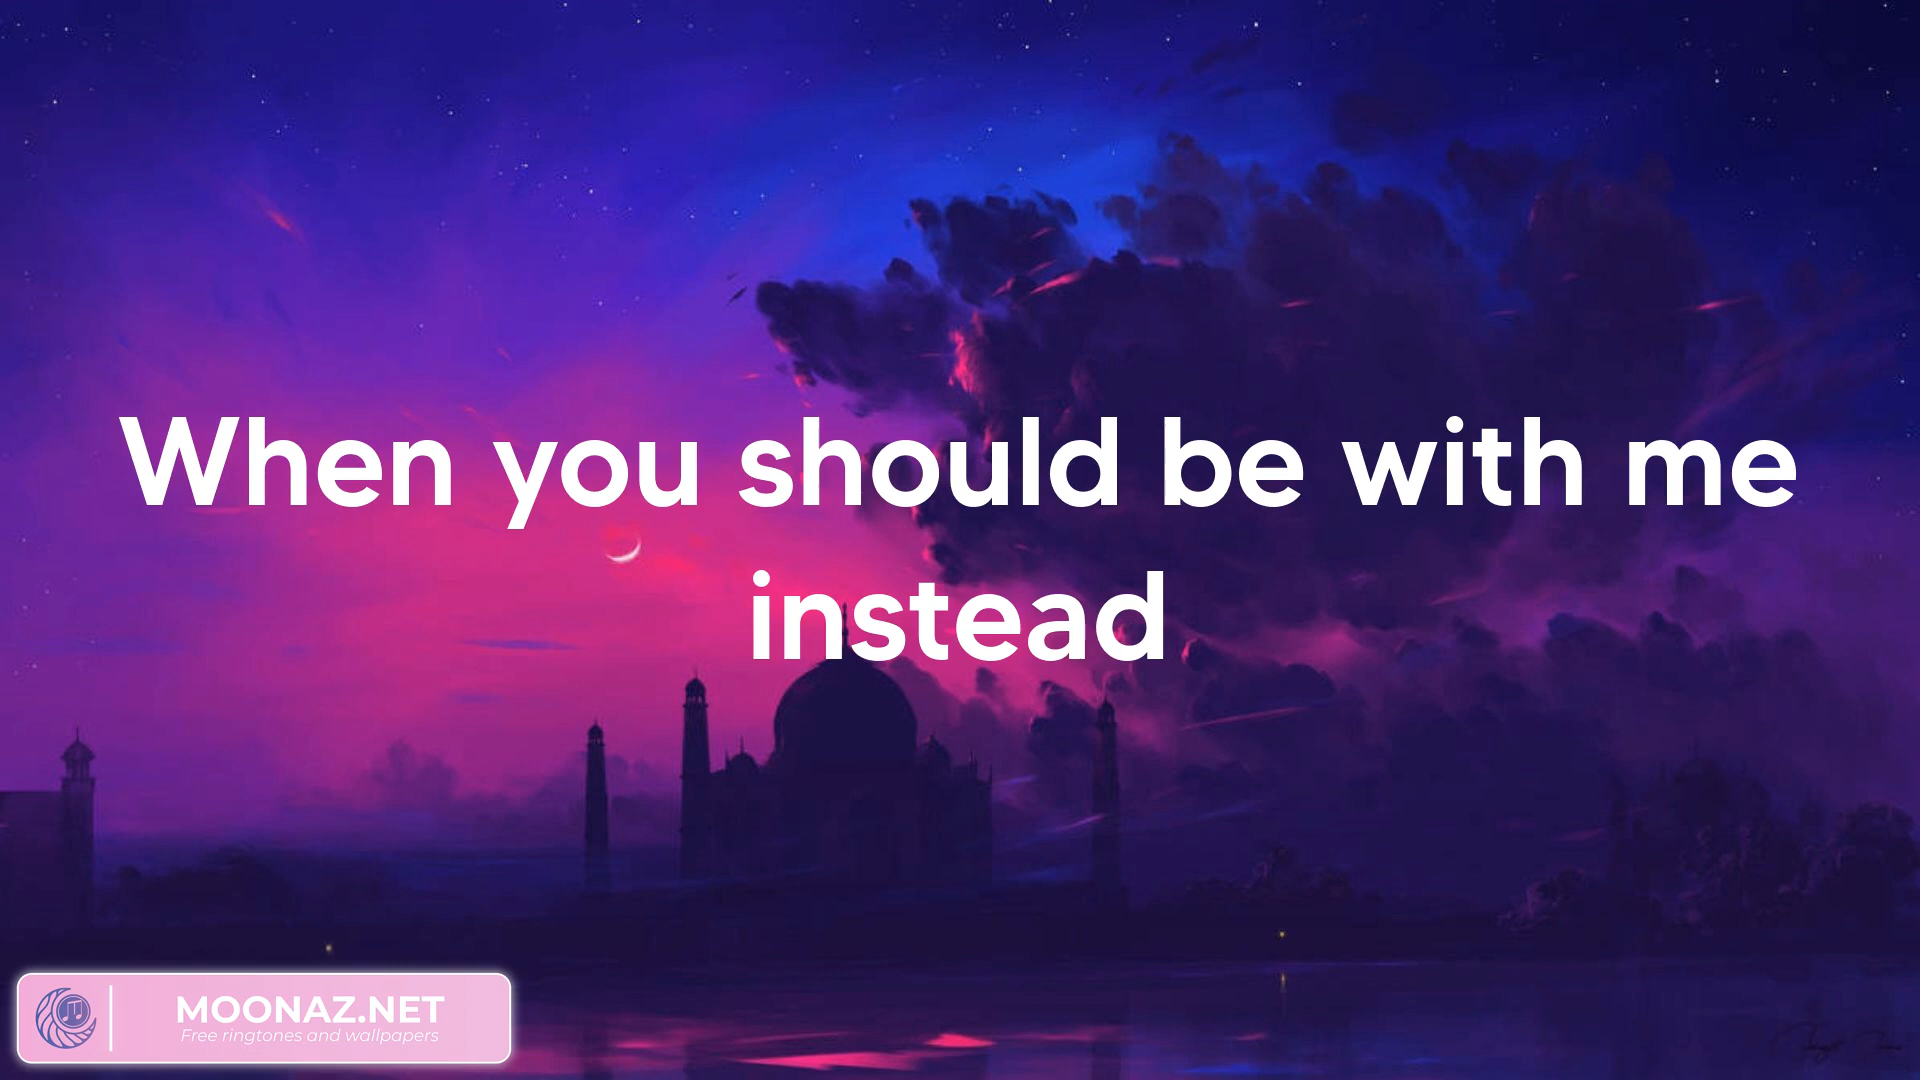 When you should be with me
instead
MOONAZ.NET
Free ringtones and wallpapers